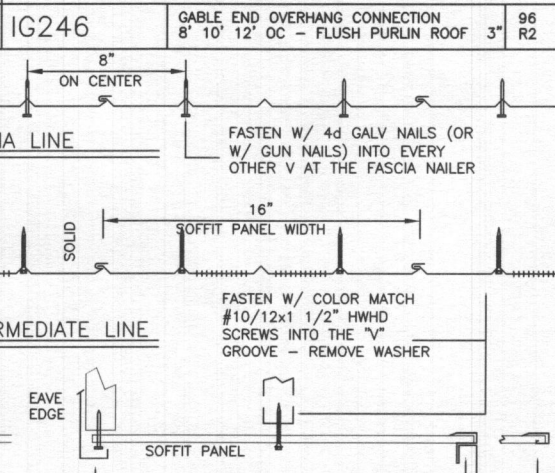 IG246
GABLE END OVERHANG CONNECTION
8' 10' 12' OC – FLUSH PURLIN ROOF 3"
96
R2
8"
ON CENTER
IA LINE
FASTEN W/ 4d GALV NAILS (OR
W/ GUN NAILS) INTO EVERY
OTHER V AT THE FASCIA NAILER
16"
SOFFIT PANEL WIDTH
SOLID
FASTEN W/ COLOR MATCH
#10/12x1 1/2" HWHD
SCREWS INTO THE "V"
GROOVE – REMOVE WASHER
RMEDIATE LINE
EAVE
EDGE
SOFFIT PANEL